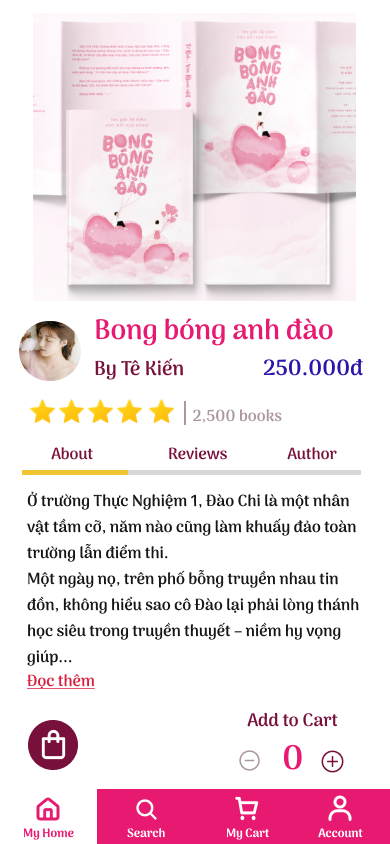 BONG
BÓNG
ANH
ĐÀO
BONG
BÓNG
ANH
ĐÀO
Bong bóng anh đào
By Tê Kiến
250.000đ
2,500 books
About Reviews Author
Ở trường Thực Nghiệm 1, Đào Chi là một nhân
vật tầm cỡ, năm nào cũng làm khuấy đảo toàn
trường lẫn điểm thi.
Một ngày nọ, trên phố bỗng truyền nhau tin
đồn, không hiểu sao cô Đào lại phải lòng thánh
học siêu trong truyền thuyết – niềm hy vọng
giúp...
Đọc thêm
Add to Cart
0
My Home Search My Cart Account